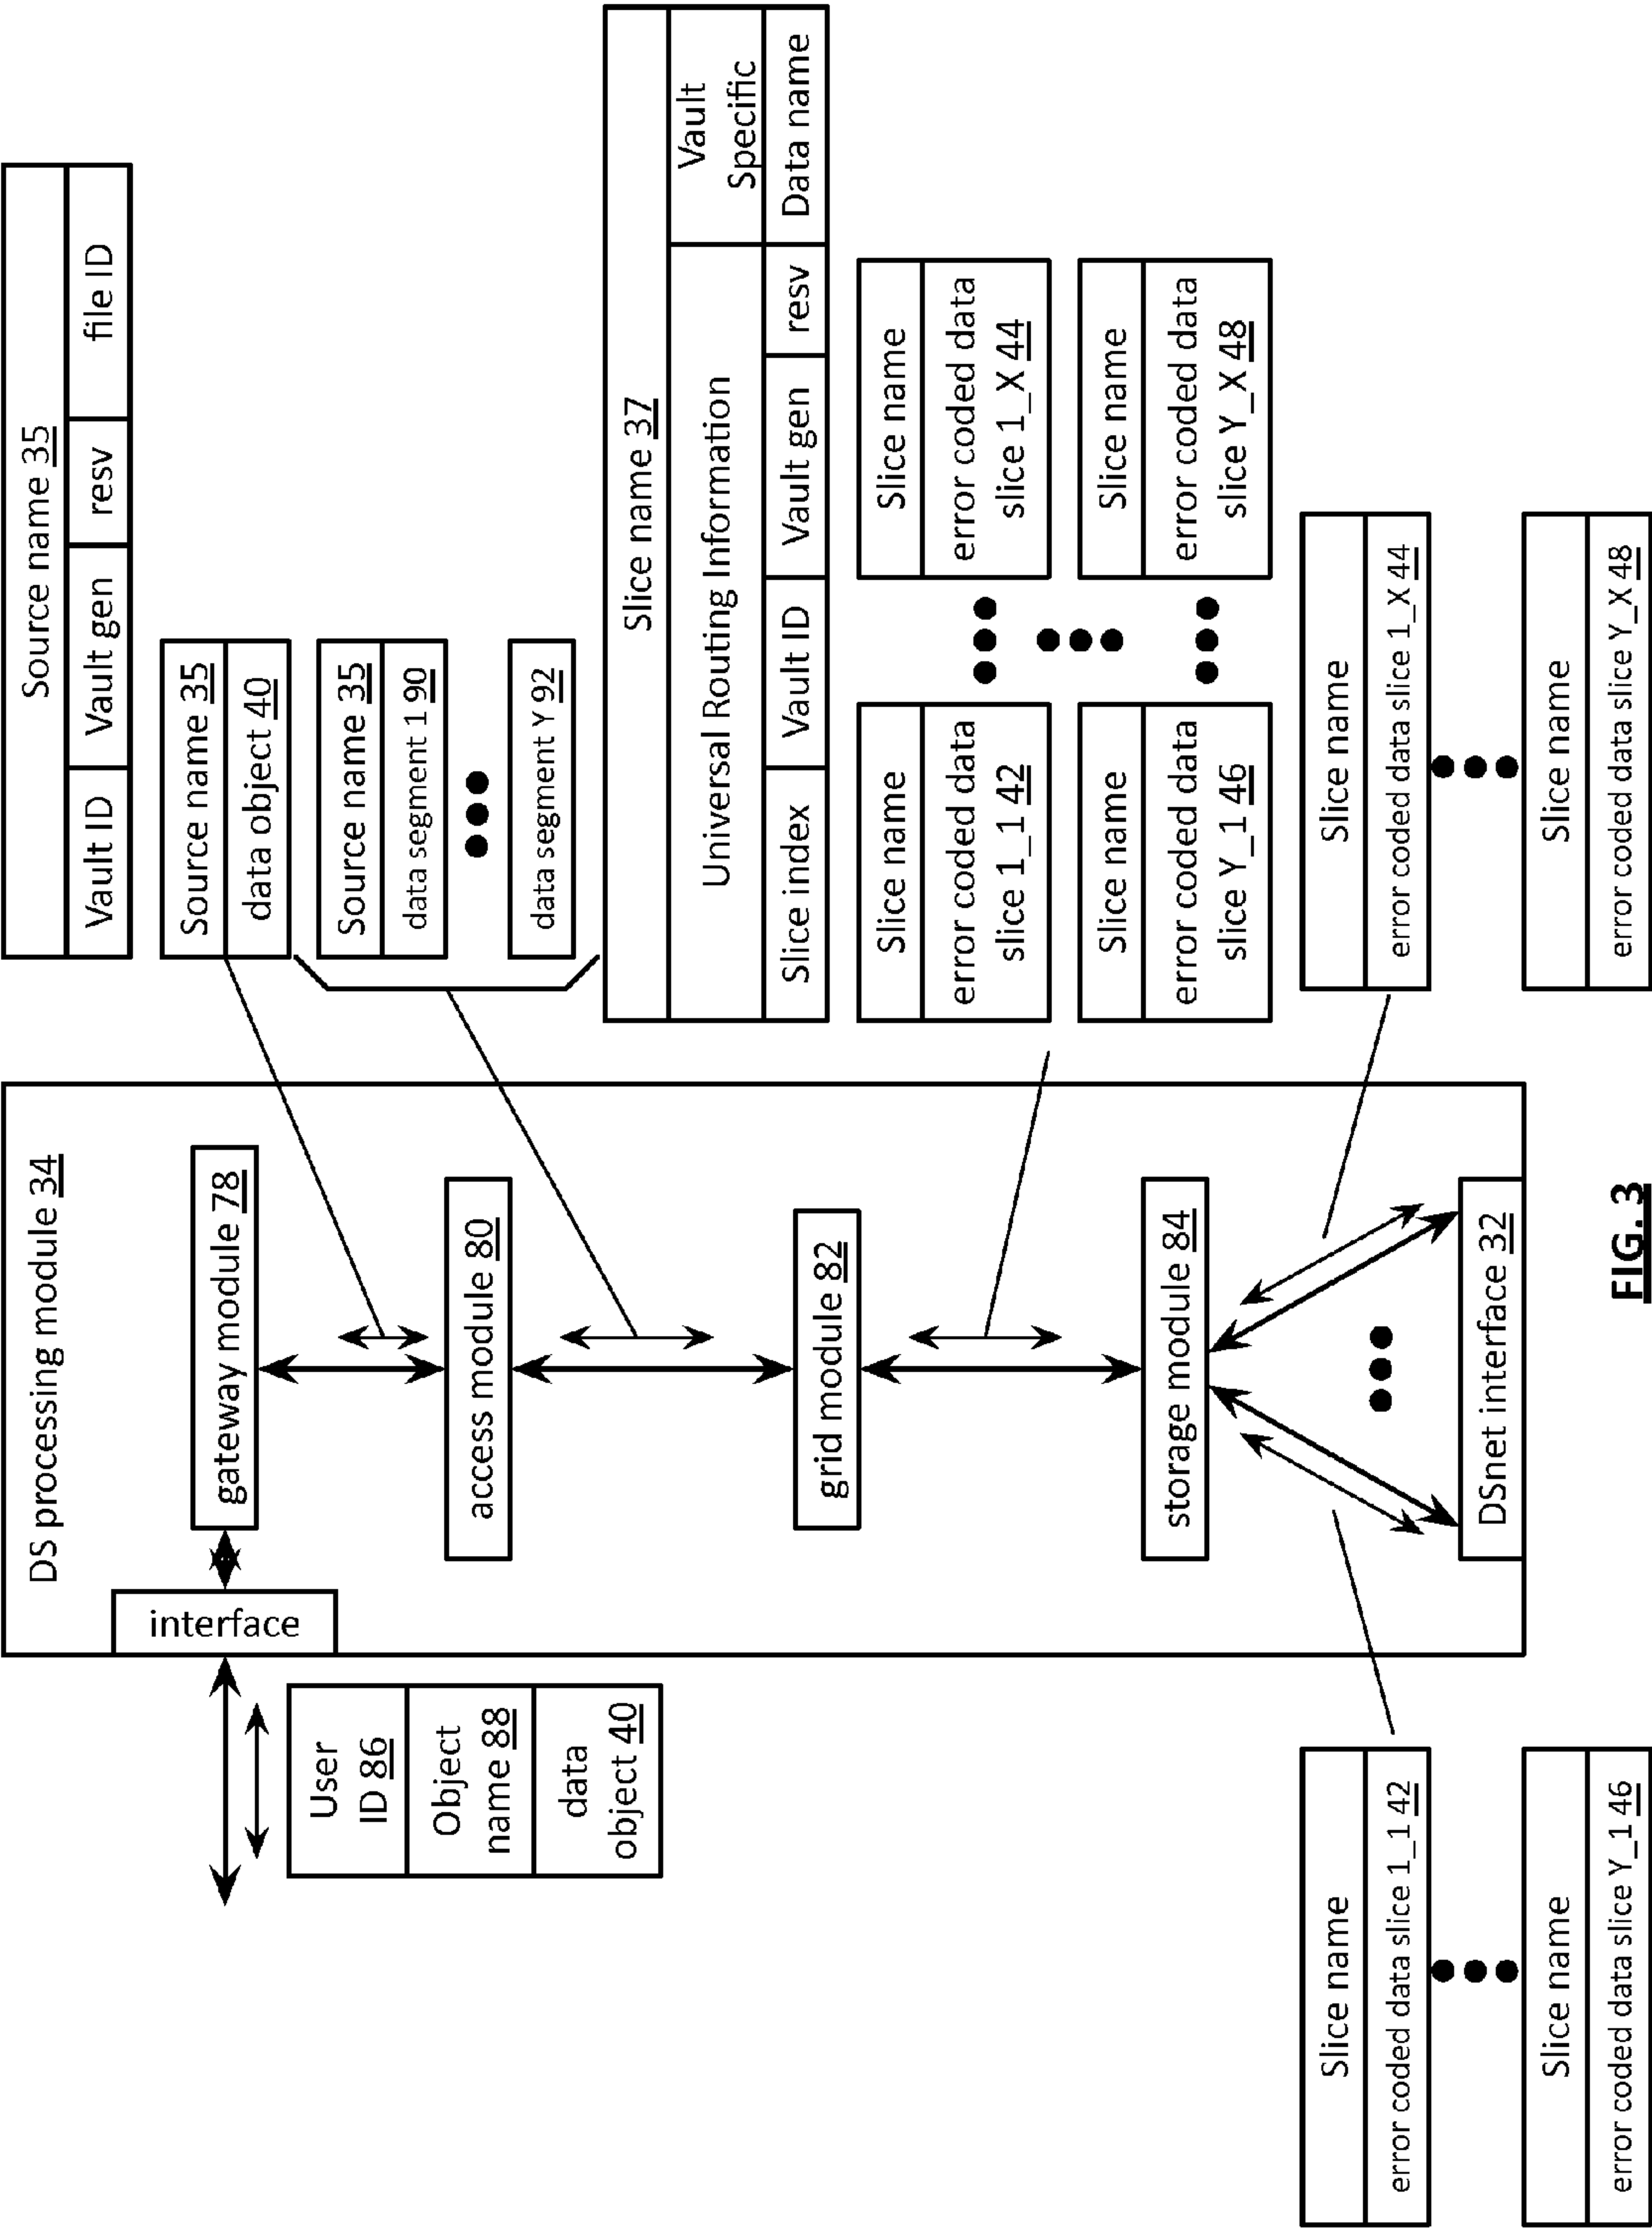 DS processing module 34
interface
gateway module 78
access module 80
grid module 82
storage module 84
DSnet interface 32
User
ID 86
Object
name 88
data
object 40
Source name 35
Vault ID
Vault gen
resv
file ID
Source name 35
data object 40
Source name 35
data segment 1 90
data segment Y 92
Slice name 37
Universal Routing Information
Vault
Specific
Slice index
Vault ID
Vault gen
resv
Data name
Slice name
error coded data
slice 1_1 42
Slice name
error coded data
slice 1_X 44
Slice name
error coded data
slice Y_1 46
Slice name
error coded data
slice Y_X 48
Slice name
error coded data slice 1_1 42
Slice name
error coded data slice Y_1 46
Slice name
error coded data slice 1_X 44
Slice name
error coded data slice Y_X 48
FIG. 3